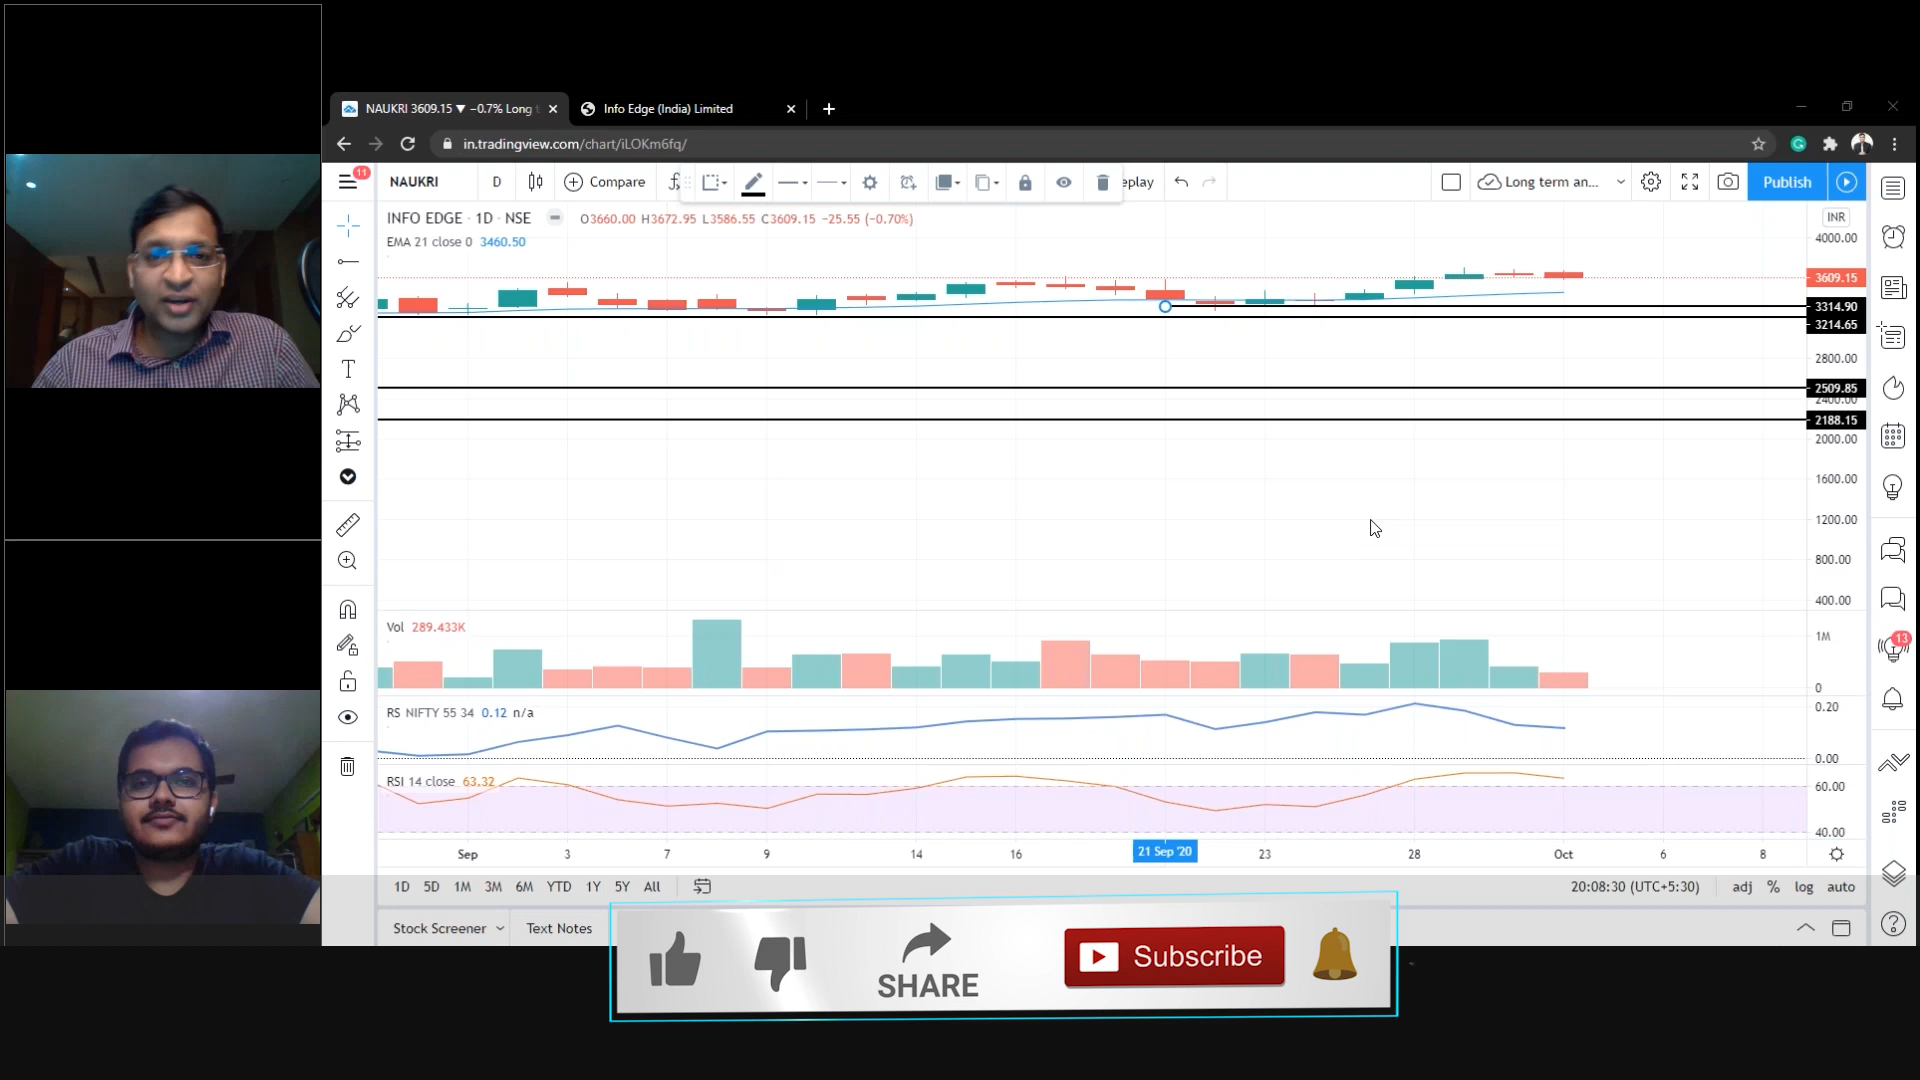 NAUKRI 3609.15 ▼ −0.7% Long t
Info Edge (India) Limited
in.tradingview.com/chart/iLOKm6fq/
11
NAUKRI
D
Compare
eplay
Long term an...
Publish
INFO EDGE · 1D · NSE
O3660.00 H3672.95 L3586.55 C3609.15 −25.55 (−0.70%)
INR
EMA 21 close 0 3460.50
4000.00
3609.15
3314.90
3214.65
2800.00
2509.85
2400.00
2188.15
2000.00
1600.00
1200.00
800.00
400.00
Vol 289.433K
1M
0
13
RS NIFTY 55 34 0.12 n/a
0.20
0.00
RSI 14 close 63.32
60.00
40.00
Sep 3 7 9 14 16 21 Sep '20 23 28 Oct 6 8
1D 5D 1M 3M 6M YTD 1Y 5Y All
20:08:30 (UTC+5:30) adj % log auto
Stock Screener
Text Notes
SHARE
Subscribe